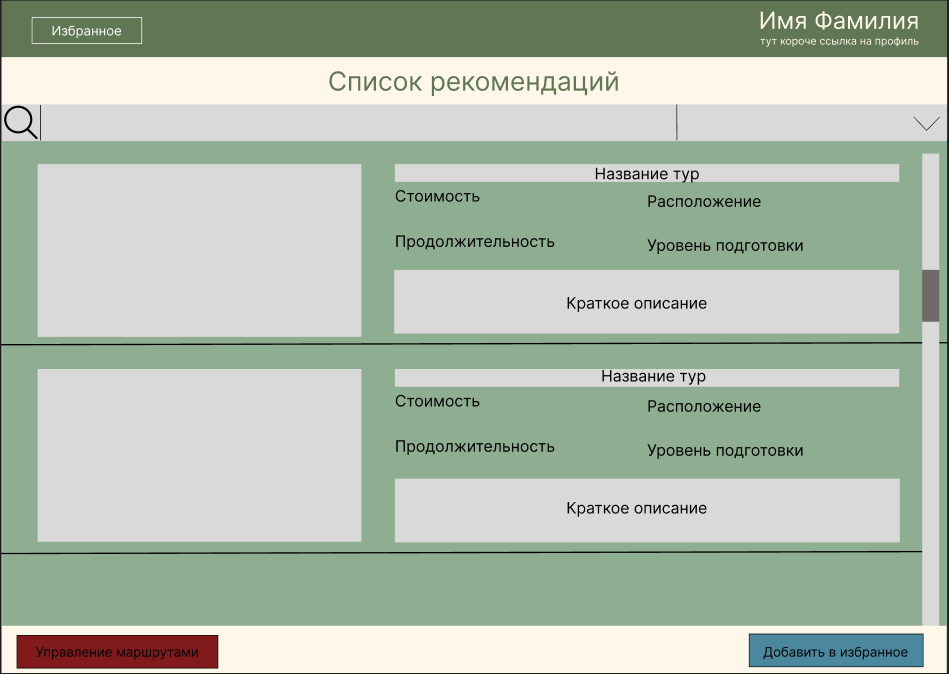 Избранное
Имя Фамилия
тут короче ссылка на профиль
Список рекомендаций
Название тур
Стоимость
Расположение
Продолжительность
Уровень подготовки
Краткое описание
Название тур
Стоимость
Расположение
Продолжительность
Уровень подготовки
Краткое описание
Управление маршрутами
Добавить в избранное